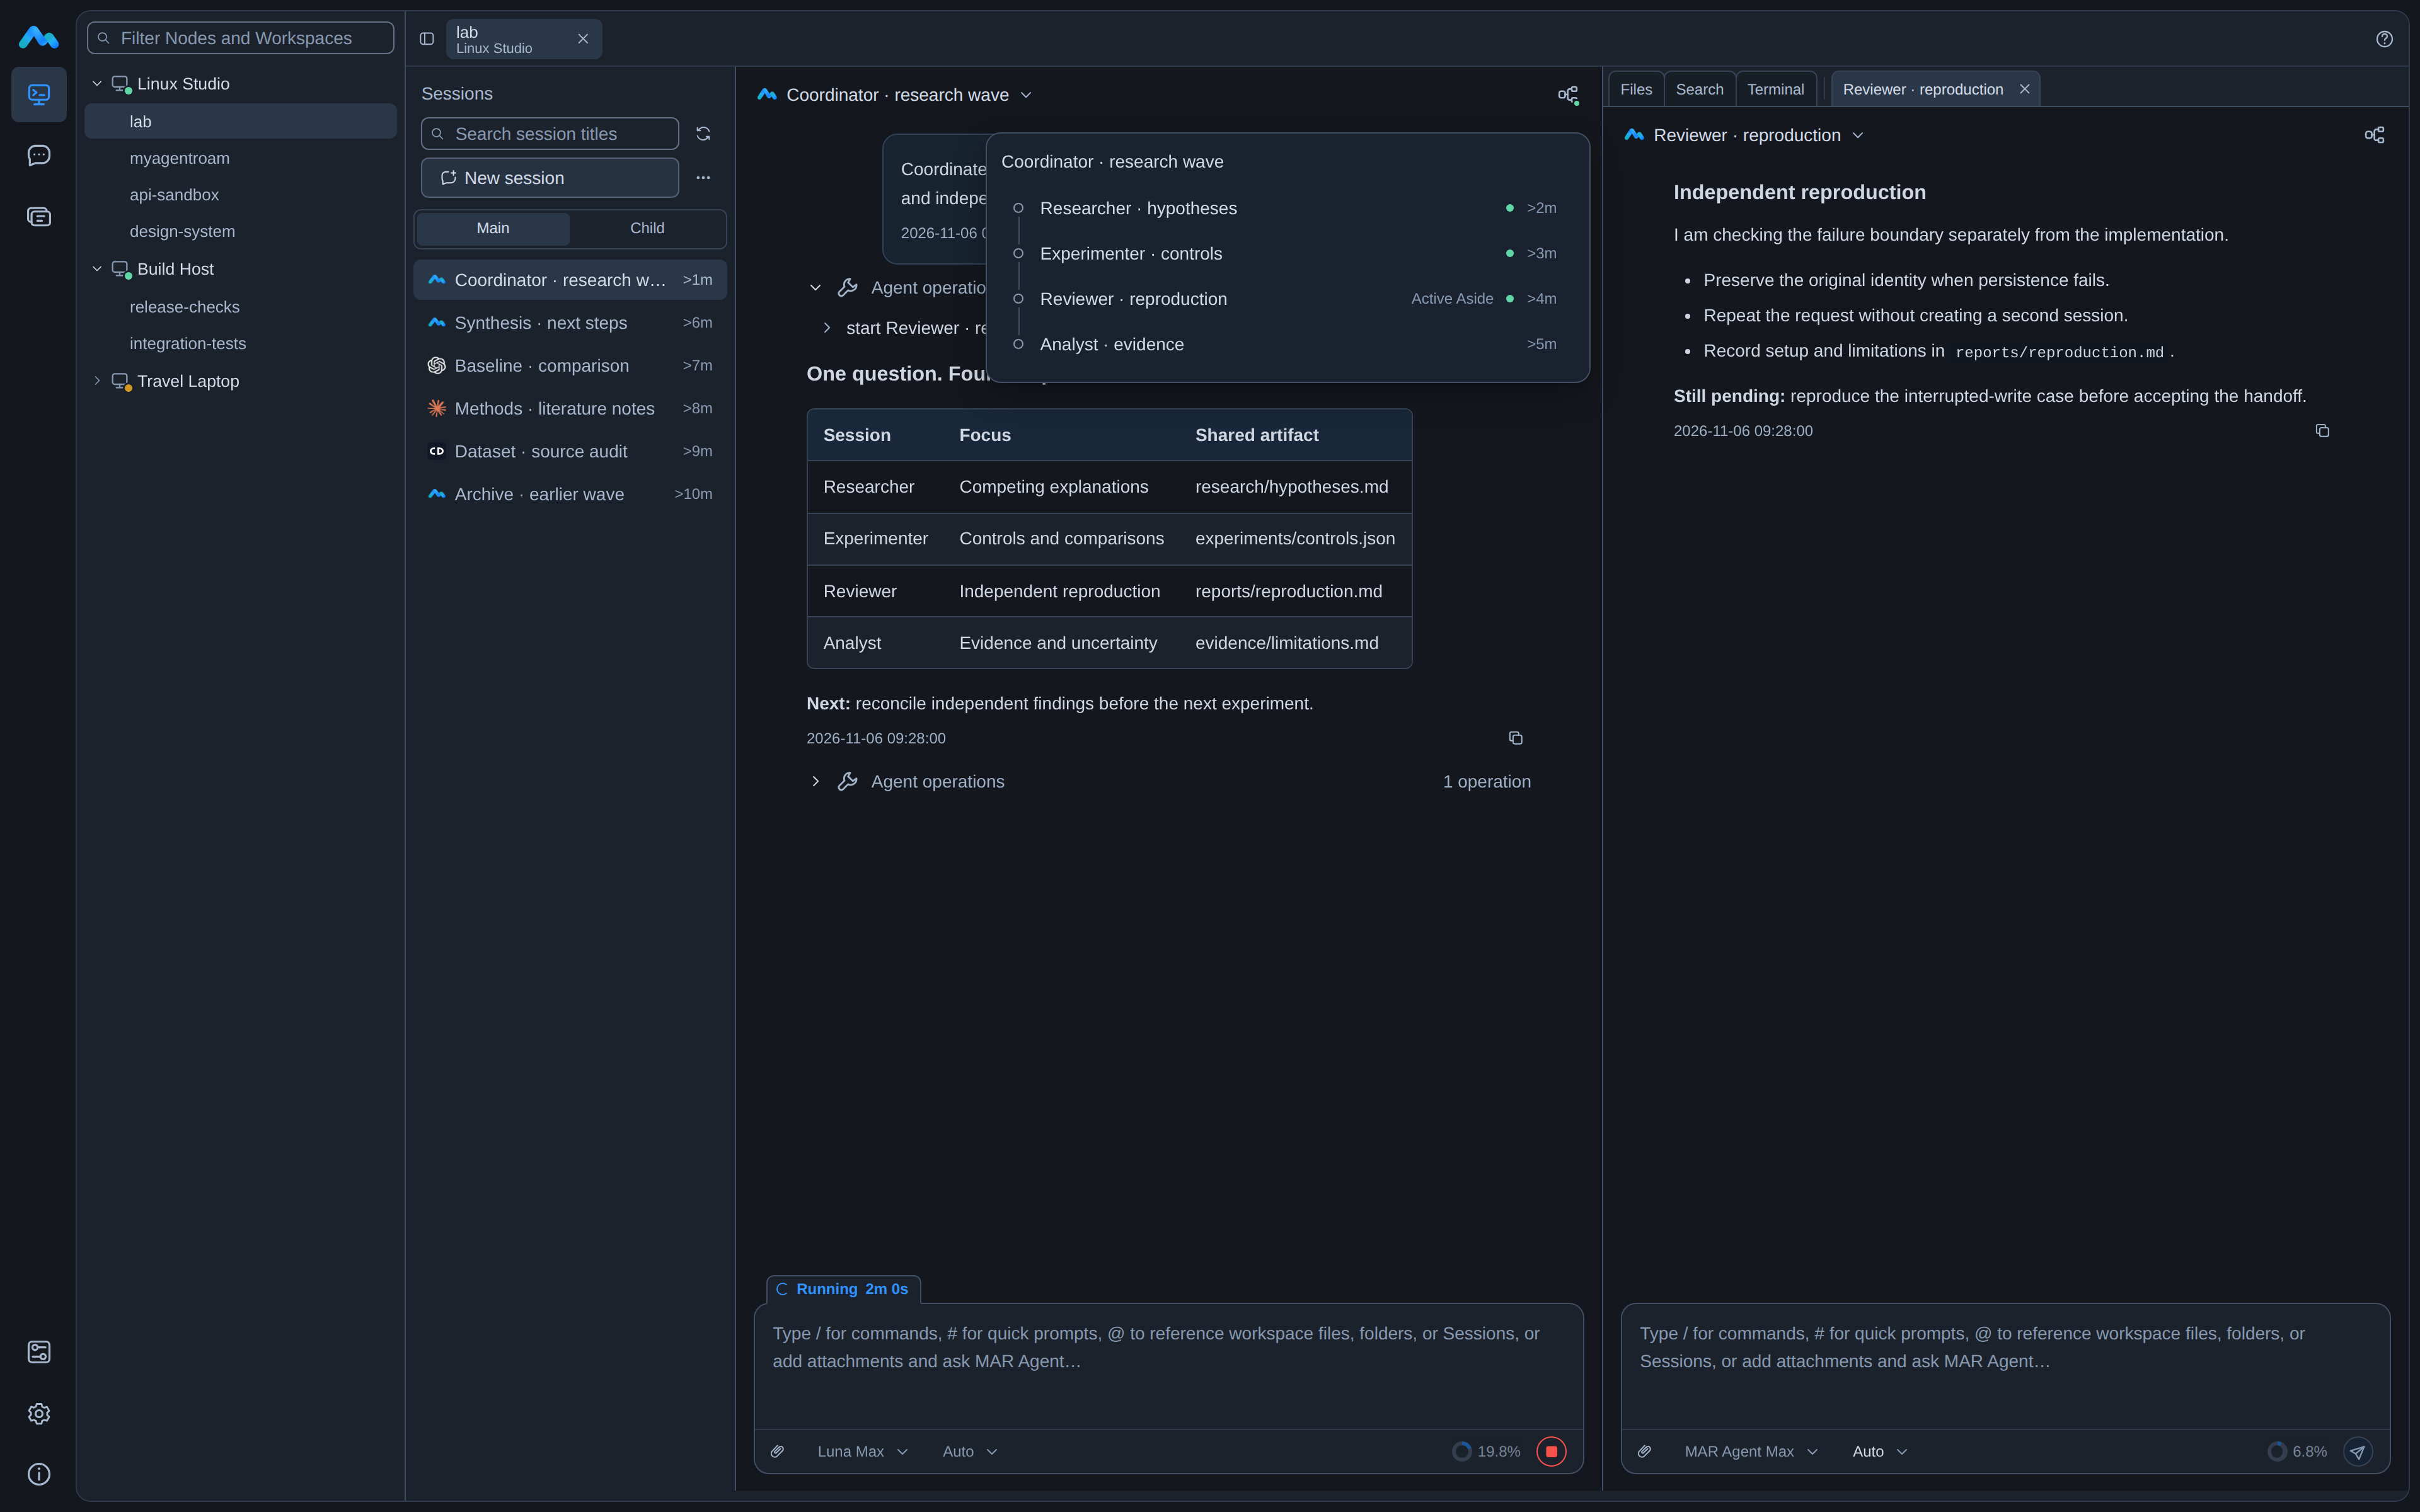 Filter Nodes and Workspaces
Linux Studio
lab
myagentroam
api-sandbox
design-system
Build Host
release-checks
integration-tests
Travel Laptop
lab
Linux Studio
Sessions
Search session titles
New session
Main
Child
Coordinator · research w… >1m
Synthesis · next steps >6m
Baseline · comparison >7m
Methods · literature notes >8m
CD Dataset · source audit >9m
Archive · earlier wave >10m
Coordinator · research wave
Coordinate
and indepe
2026-11-06
Agent operatio
start Reviewer · re
One question. Four
Coordinator · research wave
Researcher · hypotheses >2m
Experimenter · controls >3m
Reviewer · reproduction Active Aside >4m
Analyst · evidence >5m
Session Focus Shared artifact
Researcher Competing explanations research/hypotheses.md
Experimenter Controls and comparisons experiments/controls.json
Reviewer Independent reproduction reports/reproduction.md
Analyst Evidence and uncertainty evidence/limitations.md
Next: reconcile independent findings before the next experiment.
2026-11-06 09:28:00
Agent operations 1 operation
Running 2m 0s
Type / for commands, # for quick prompts, @ to reference workspace files, folders, or Sessions, or
add attachments and ask MAR Agent…
Luna Max Auto 19.8%
Files Search Terminal Reviewer · reproduction
Reviewer · reproduction
Independent reproduction
I am checking the failure boundary separately from the implementation.
• Preserve the original identity when persistence fails.
• Repeat the request without creating a second session.
• Record setup and limitations in reports/reproduction.md.
Still pending: reproduce the interrupted-write case before accepting the handoff.
2026-11-06 09:28:00
Type / for commands, # for quick prompts, @ to reference workspace files, folders, or
Sessions, or add attachments and ask MAR Agent…
MAR Agent Max Auto 6.8%